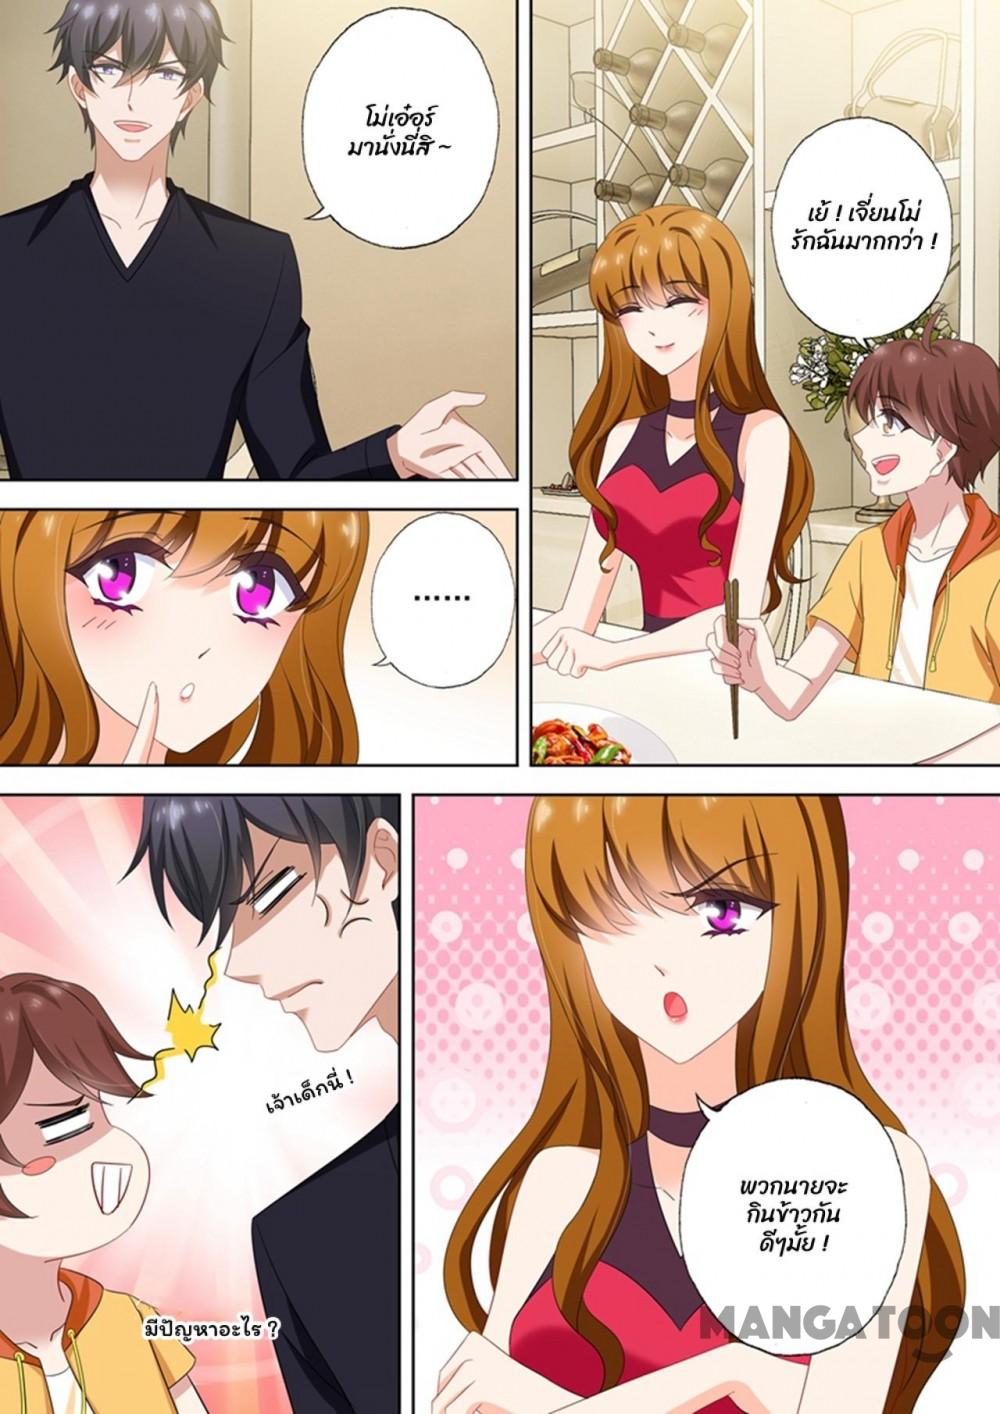 โม่เอ๋อร์
มานั่งนี่สิ ~
เย้ ! เจี่ยนโม่
รักฉันมากกว่า !
......
เจ้าเด็กนี่ !
มีปัญหาอะไร ?
พวกนายจะ
กินข้าวกัน
ดีๆมั้ย !
MANGATOON